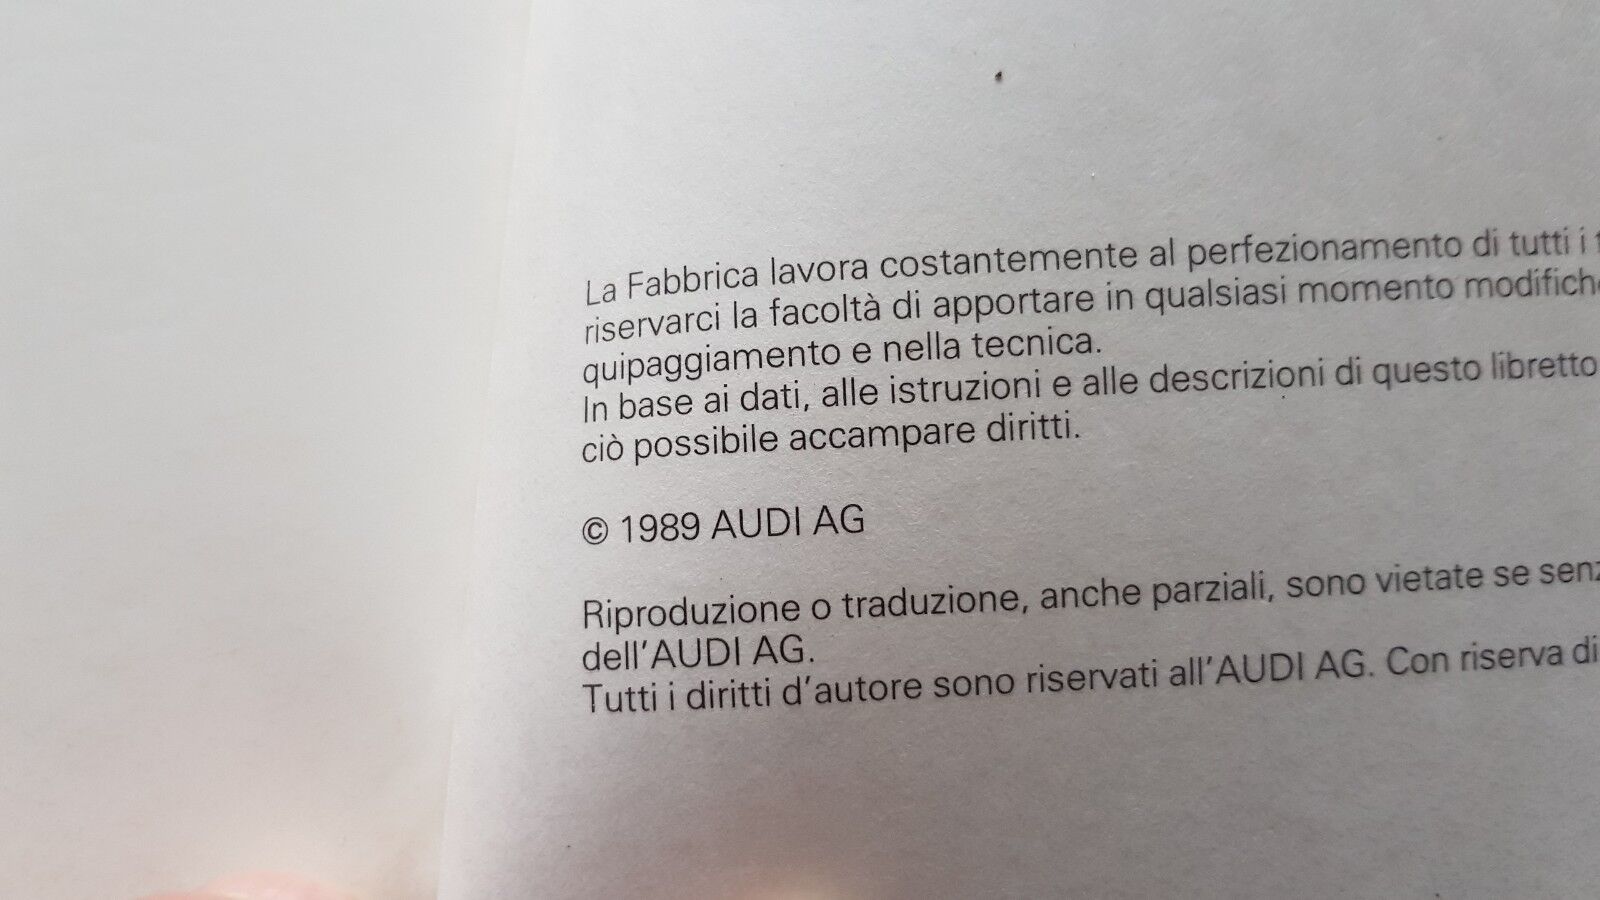 La Fabbrica lavora costantemente al perfezionamento di tutti i
riservarci la facoltà di apportare in qualsiasi momento modifiche
quipaggiamento e nella tecnica.
In base ai dati, alle istruzioni e alle descrizioni di questo libretto
ciò possibile accampare diritti.
© 1989 AUDI AG
Riproduzione o traduzione, anche parziali, sono vietate se senz
dell'AUDI AG.
Tutti i diritti d'autore sono riservati all'AUDI AG. Con riserva di